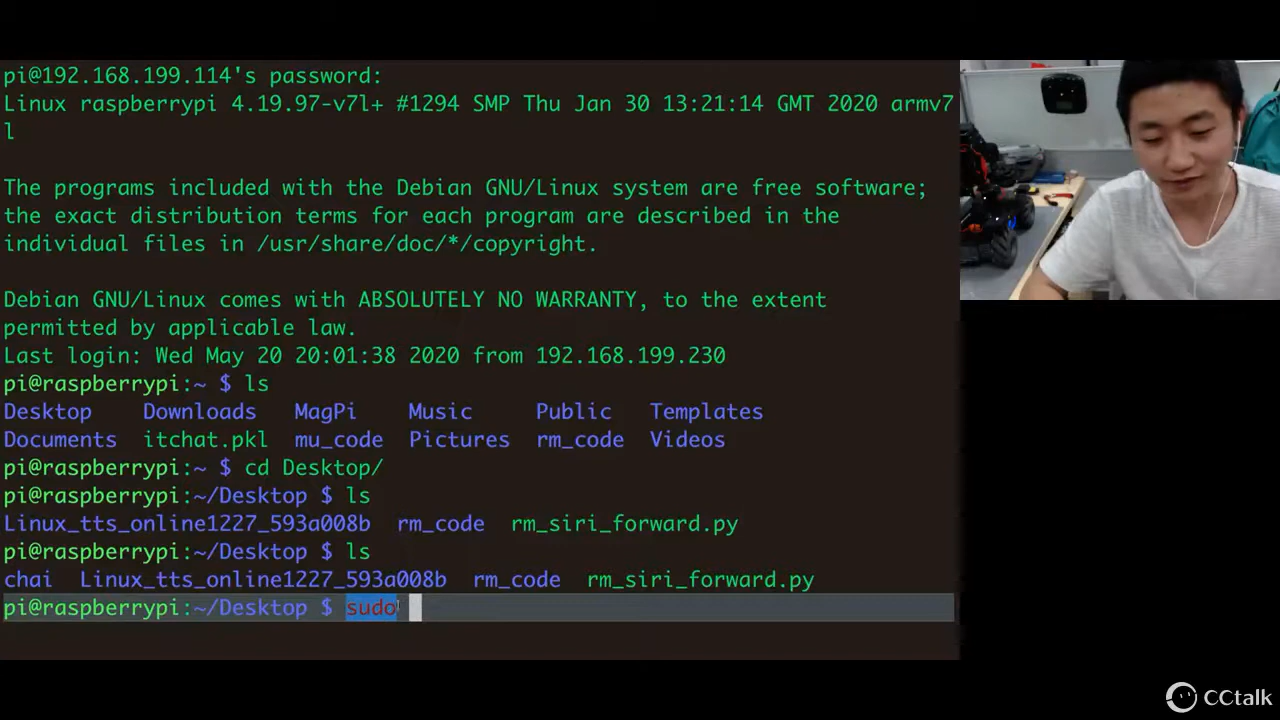 pi@192.168.199.114's password:
Linux raspberrypi 4.19.97-v7l+ #1294 SMP Thu Jan 30 13:21:14 GMT 2020 armv7
l
The programs included with the Debian GNU/Linux system are free software;
the exact distribution terms for each program are described in the
individual files in /usr/share/doc/*/copyright.
Debian GNU/Linux comes with ABSOLUTELY NO WARRANTY, to the extent
permitted by applicable law.
Last login: Wed May 20 20:01:38 2020 from 192.168.199.230
pi@raspberrypi:~ $ ls
Desktop Downloads MagPi Music Public Templates
Documents itchat.pkl mu_code Pictures rm_code Videos
pi@raspberrypi:~ $ cd Desktop/
pi@raspberrypi:~/Desktop $ ls
Linux_tts_online1227_593a008b rm_code rm_siri_forward.py
pi@raspberrypi:~/Desktop $ ls
chai Linux_tts_online1227_593a008b rm_code rm_siri_forward.py
pi@raspberrypi:~/Desktop $ sudo
CCtalk